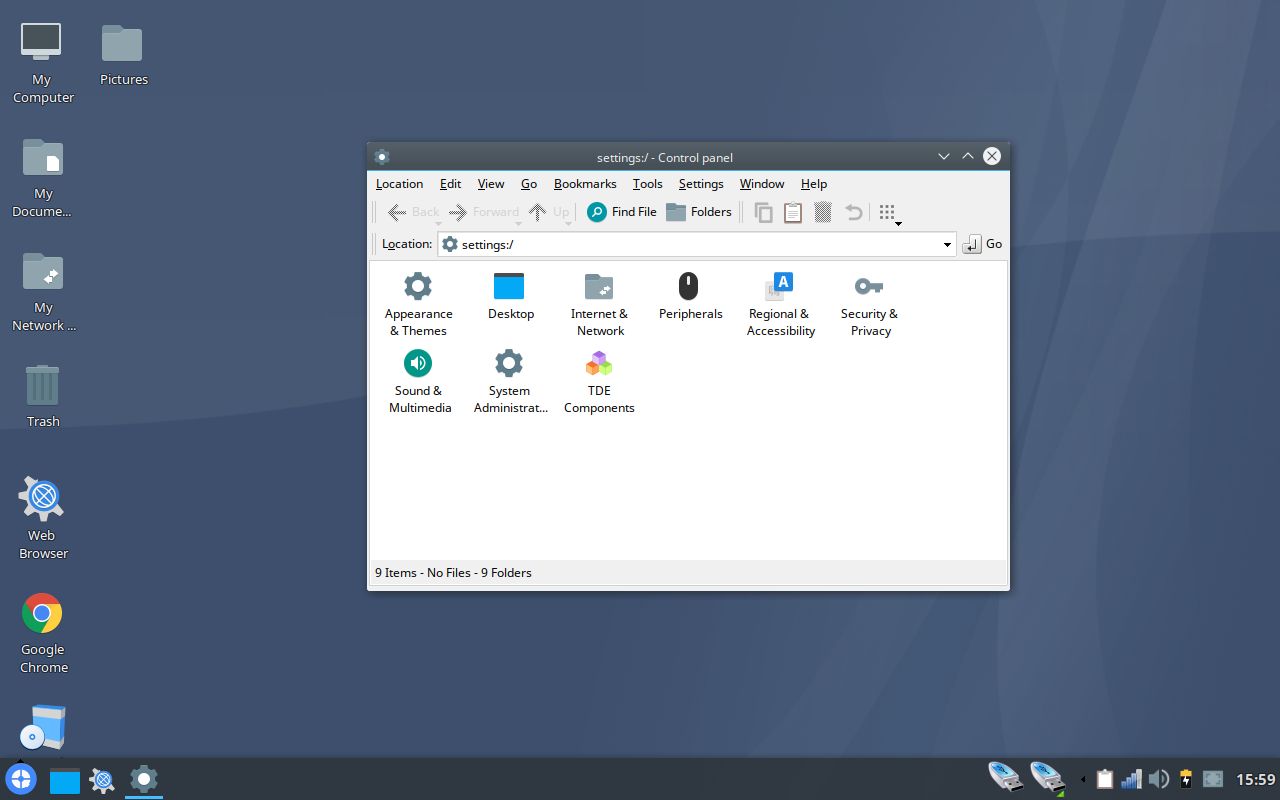 My
Computer
Pictures
My
Docume...
My
Network ...
Trash
Web
Browser
Google
Chrome
settings:/ - Control panel
Location Edit View Go Bookmarks Tools Settings Window Help
Back Forward Up Find File Folders
Location: settings:/ Go
Appearance
& Themes
Desktop
Internet &
Network
Peripherals
Regional &
Accessibility
Security &
Privacy
Sound &
Multimedia
System
Administrat...
TDE
Components
9 Items - No Files - 9 Folders
15:59